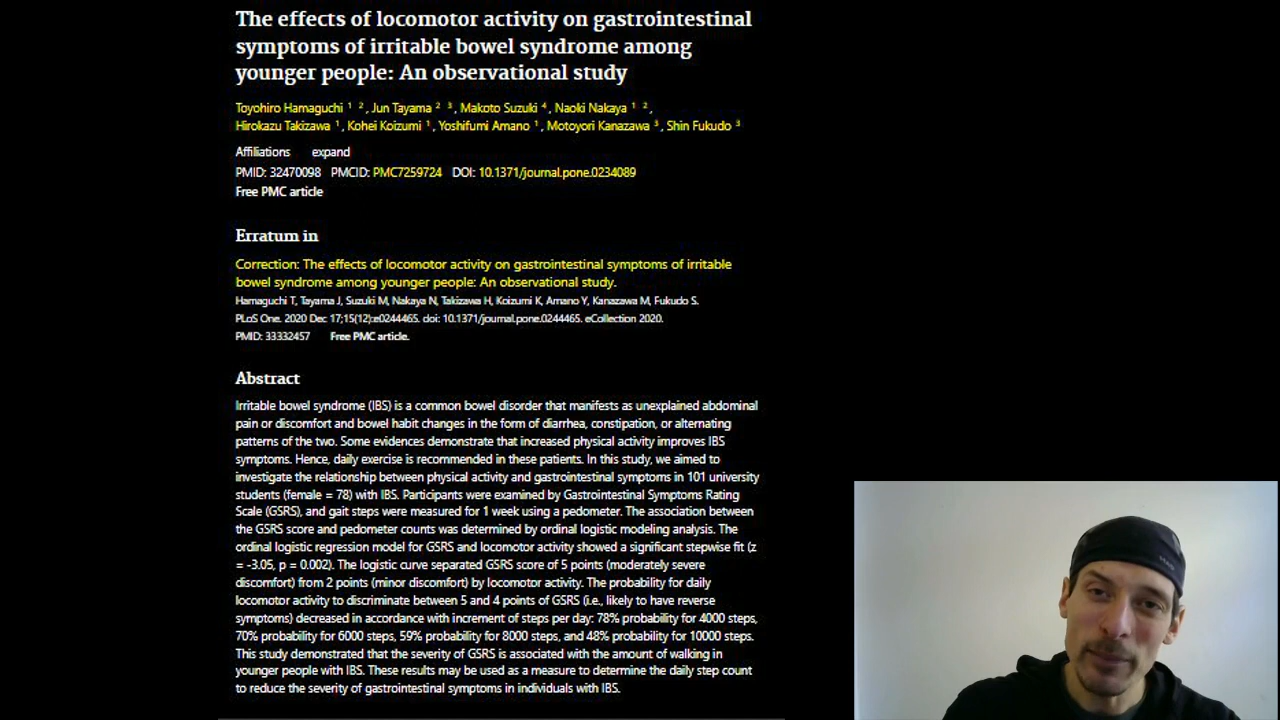 The effects of locomotor activity on gastrointestinal
symptoms of irritable bowel syndrome among
younger people: An observational study
Toyohiro Hamaguchi 1 2, Jun Tayama 2 3, Makoto Suzuki 4, Naoki Nakaya 1 2,
Hirokazu Takizawa 1, Kohei Koizumi 1, Yoshifumi Amano 1, Motoyori Kanazawa 3, Shin Fukudo 3
Affiliations expand
PMID: 32470098 PMCID: PMC7259724 DOI: 10.1371/journal.pone.0234089
Free PMC article
Erratum in
Correction: The effects of locomotor activity on gastrointestinal symptoms of irritable
bowel syndrome among younger people: An observational study.
Hamaguchi T, Tayama J, Suzuki M, Nakaya N, Takizawa H, Koizumi K, Amano Y, Kanazawa M, Fukudo S.
PLoS One. 2020 Dec 17;15(12):e0244465. doi: 10.1371/journal.pone.0244465. eCollection 2020.
PMID: 33332457 Free PMC article.
Abstract
Irritable bowel syndrome (IBS) is a common bowel disorder that manifests as unexplained abdominal
pain or discomfort and bowel habit changes in the form of diarrhea, constipation, or alternating
patterns of the two. Some evidences demonstrate that increased physical activity improves IBS
symptoms. Hence, daily exercise is recommended in these patients. In this study, we aimed to
investigate the relationship between physical activity and gastrointestinal symptoms in 101 university
students (female = 78) with IBS. Participants were examined by Gastrointestinal Symptoms Rating
Scale (GSRS), and gait steps were measured for 1 week using a pedometer. The association between
the GSRS score and pedometer counts was determined by ordinal logistic modeling analysis. The
ordinal logistic regression model for GSRS and locomotor activity showed a significant stepwise fit (z
= -3.05, p = 0.002). The logistic curve separated GSRS score of 5 points (moderately severe
discomfort) from 2 points (minor discomfort) by locomotor activity. The probability for daily
locomotor activity to discriminate between 5 and 4 points of GSRS (i.e., likely to have reverse
symptoms) decreased in accordance with increment of steps per day: 78% probability for 4000 steps,
70% probability for 6000 steps, 59% probability for 8000 steps, and 48% probability for 10000 steps.
This study demonstrated that the severity of GSRS is associated with the amount of walking in
younger people with IBS. These results may be used as a measure to determine the daily step count
to reduce the severity of gastrointestinal symptoms in individuals with IBS.